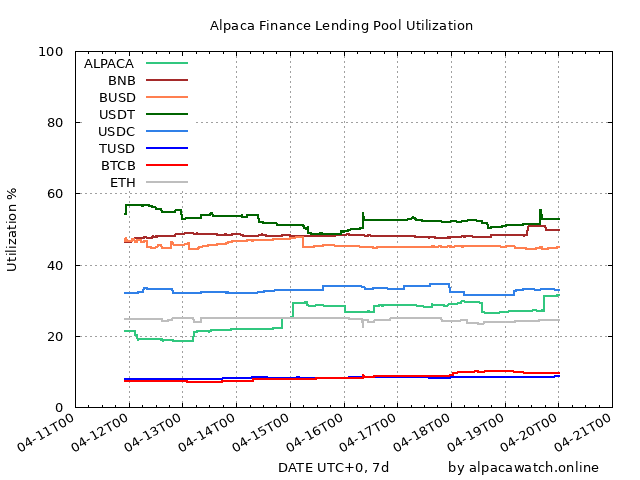 Alpaca Finance Lending Pool Utilization
100
80
60
40
20
0
Utilization %
ALPACA
BNB
BUSD
USDT
USDC
TUSD
BTCB
ETH
04-11T00
04-12T00
04-13T00
04-14T00
04-15T00
04-16T00
04-17T00
04-18T00
04-19T00
04-20T00
04-21T00
DATE UTC+0, 7d
by alpacawatch.online